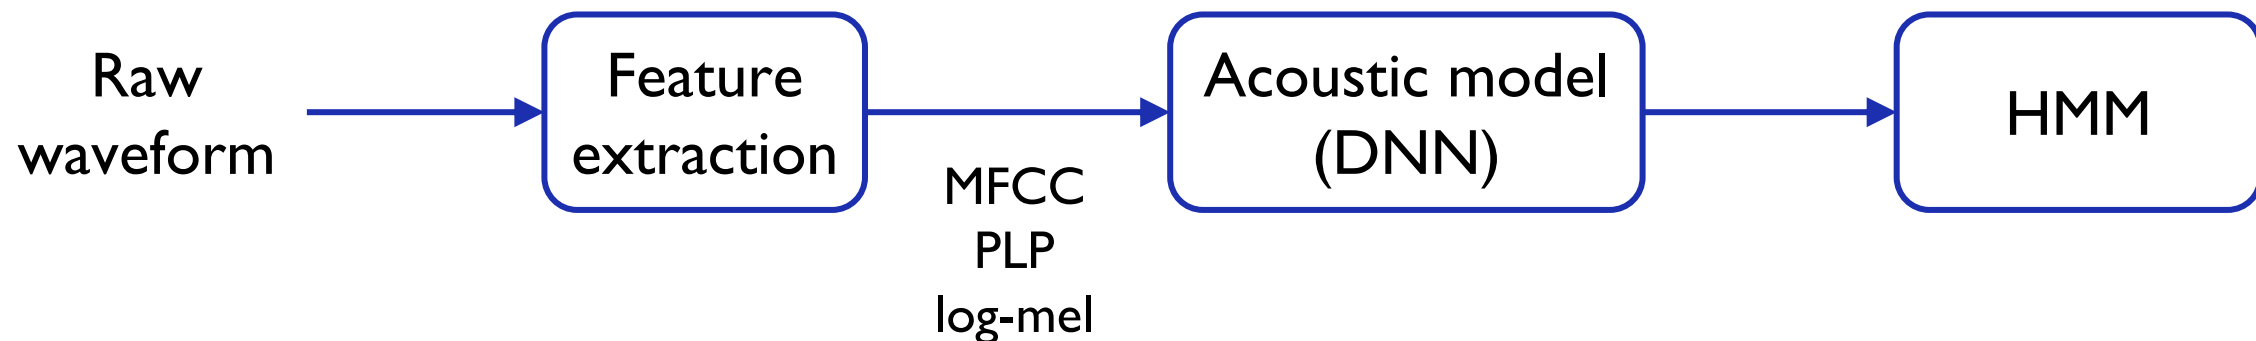 Raw
waveform
Feature
extraction
MFCC
PLP
log-mel
Acoustic model
(DNN)
HMM